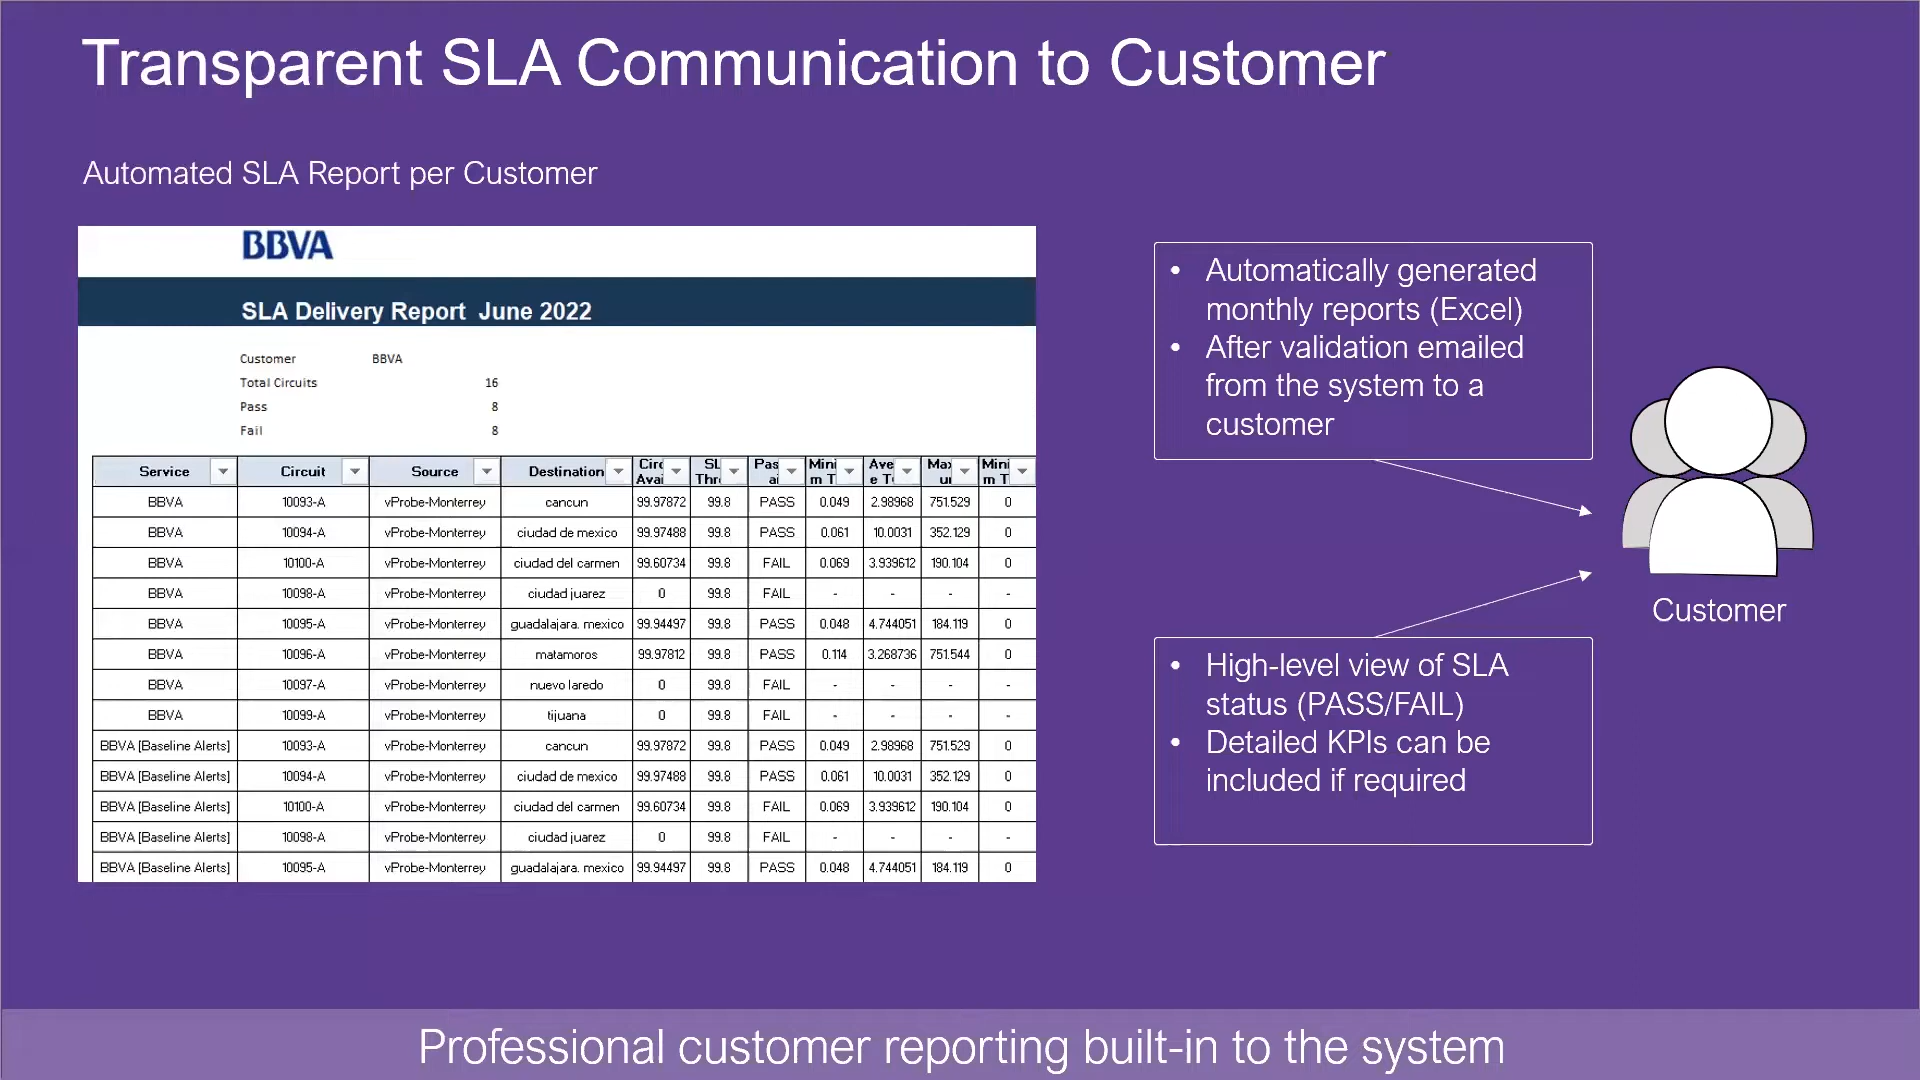 Transparent SLA Communication to Customer
Automated SLA Report per Customer
BBVA
SLA Delivery Report June 2022
Customer BBVA
Total Circuits 16
Pass 8
Fail 8
Service Circuit Source Destination Circ Avai SL Thr Pas ai Mini m T Ave e T Max u Mini m T
BBVA 10093-A vProbe-Monterrey cancun 99.97872 99.8 PASS 0.049 2.98968 751.529 0
BBVA 10094-A vProbe-Monterrey ciudad de mexico 99.97488 99.8 PASS 0.061 10.0031 352.129 0
BBVA 10100-A vProbe-Monterrey ciudad del carmen 99.60734 99.8 FAIL 0.069 3.939612 190.104 0
BBVA 10098-A vProbe-Monterrey ciudad juarez 0 99.8 FAIL - - - -
BBVA 10095-A vProbe-Monterrey guadalajara. mexico 99.94497 99.8 PASS 0.048 4.744051 184.119 0
BBVA 10096-A vProbe-Monterrey matamoros 99.97812 99.8 PASS 0.114 3.268736 751.544 0
BBVA 10097-A vProbe-Monterrey nuevo laredo 0 99.8 FAIL - - - -
BBVA 10099-A vProbe-Monterrey tijuana 0 99.8 FAIL - - - -
BBVA [Baseline Alerts] 10093-A vProbe-Monterrey cancun 99.97872 99.8 PASS 0.049 2.98968 751.529 0
BBVA [Baseline Alerts] 10094-A vProbe-Monterrey ciudad de mexico 99.97488 99.8 PASS 0.061 10.0031 352.129 0
BBVA [Baseline Alerts] 10100-A vProbe-Monterrey ciudad del carmen 99.60734 99.8 FAIL 0.069 3.939612 190.104 0
BBVA [Baseline Alerts] 10098-A vProbe-Monterrey ciudad juarez 0 99.8 FAIL - - - -
BBVA [Baseline Alerts] 10095-A vProbe-Monterrey guadalajara. mexico 99.94497 99.8 PASS 0.048 4.744051 184.119 0
• Automatically generated
monthly reports (Excel)
• After validation emailed
from the system to a
customer
Customer
• High-level view of SLA
status (PASS/FAIL)
• Detailed KPIs can be
included if required
Professional customer reporting built-in to the system